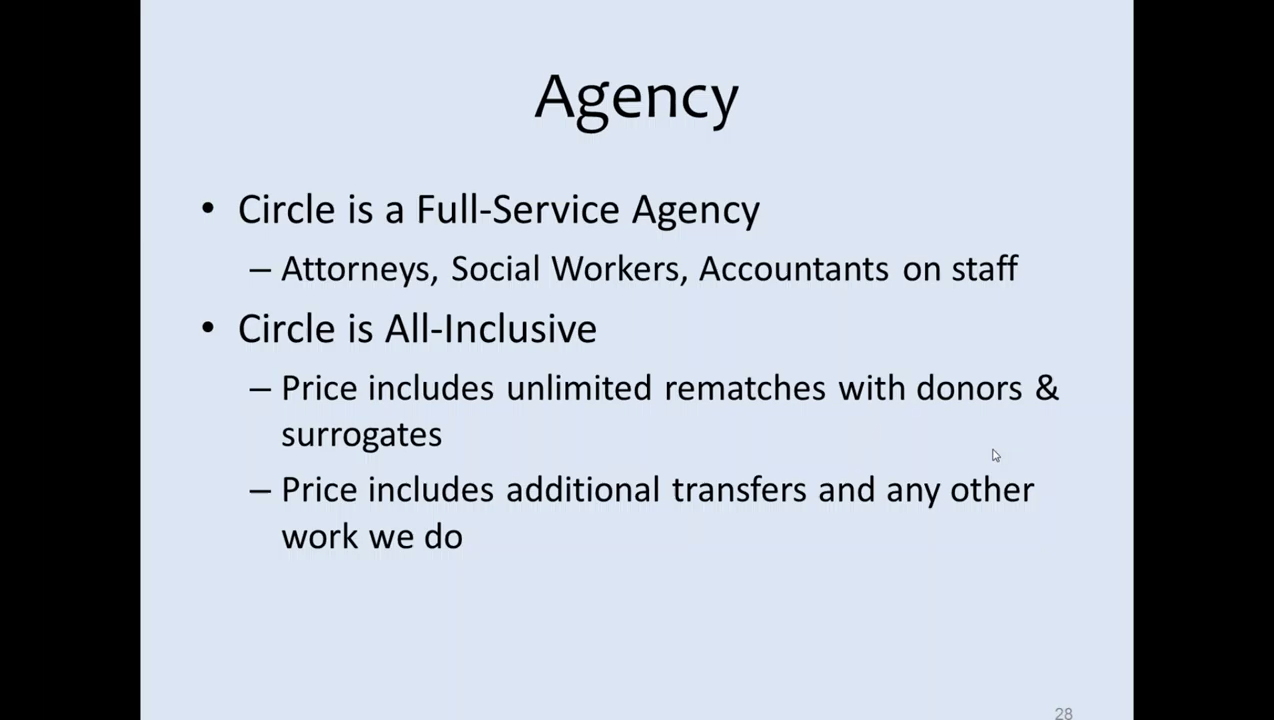 Agency
• Circle is a Full-Service Agency
– Attorneys, Social Workers, Accountants on staff
• Circle is All-Inclusive
– Price includes unlimited rematches with donors &
surrogates
– Price includes additional transfers and any other
work we do
28